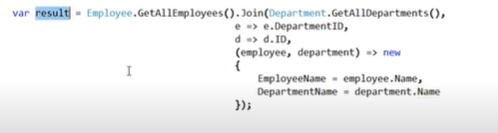 var result = Employee.GetAllEmployees().Join(Department.GetAllDepartments(),
e => e.DepartmentID,
d => d.ID,
(employee, department) => new
{
EmployeeName = employee.Name,
DepartmentName = department.Name
});